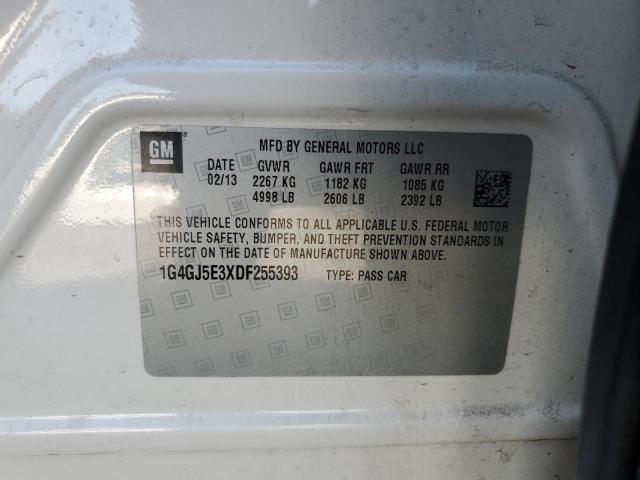 GM
MFD BY GENERAL MOTORS LLC
DATE GVWR GAWR FRT GAWR RR
02/13 2267 KG 1182 KG 1085 KG
4998 LB 2606 LB 2392 LB
THIS VEHICLE CONFORMS TO ALL APPLICABLE U.S. FEDERAL MOTOR
VEHICLE SAFETY, BUMPER, AND THEFT PREVENTION STANDARDS IN
EFFECT ON THE DATE OF MANUFACTURE SHOWN ABOVE.
1G4GJ5E3XDF255393 TYPE: PASS CAR